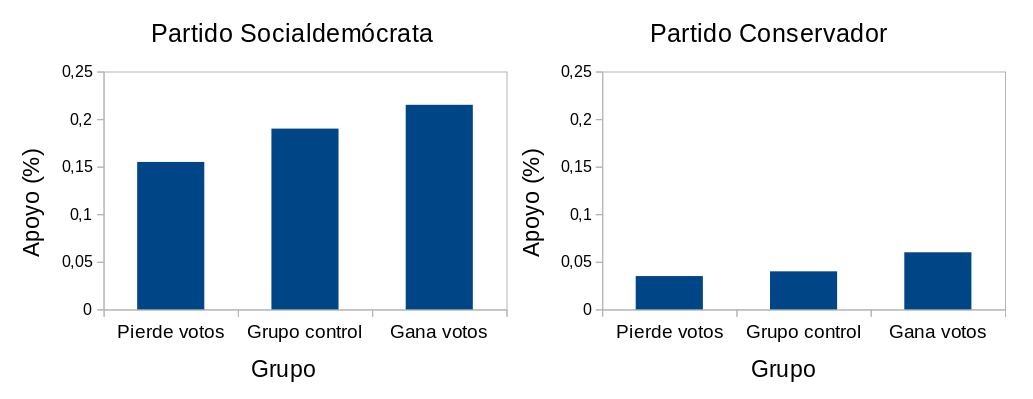 Partido Socialdemócrata
Apoyo (%)
0,25
0,2
0,15
0,1
0,05
0
Pierde votos Grupo control Gana votos
Grupo
Partido Conservador
Apoyo (%)
0,25
0,2
0,15
0,1
0,05
0
Pierde votos Grupo control Gana votos
Grupo